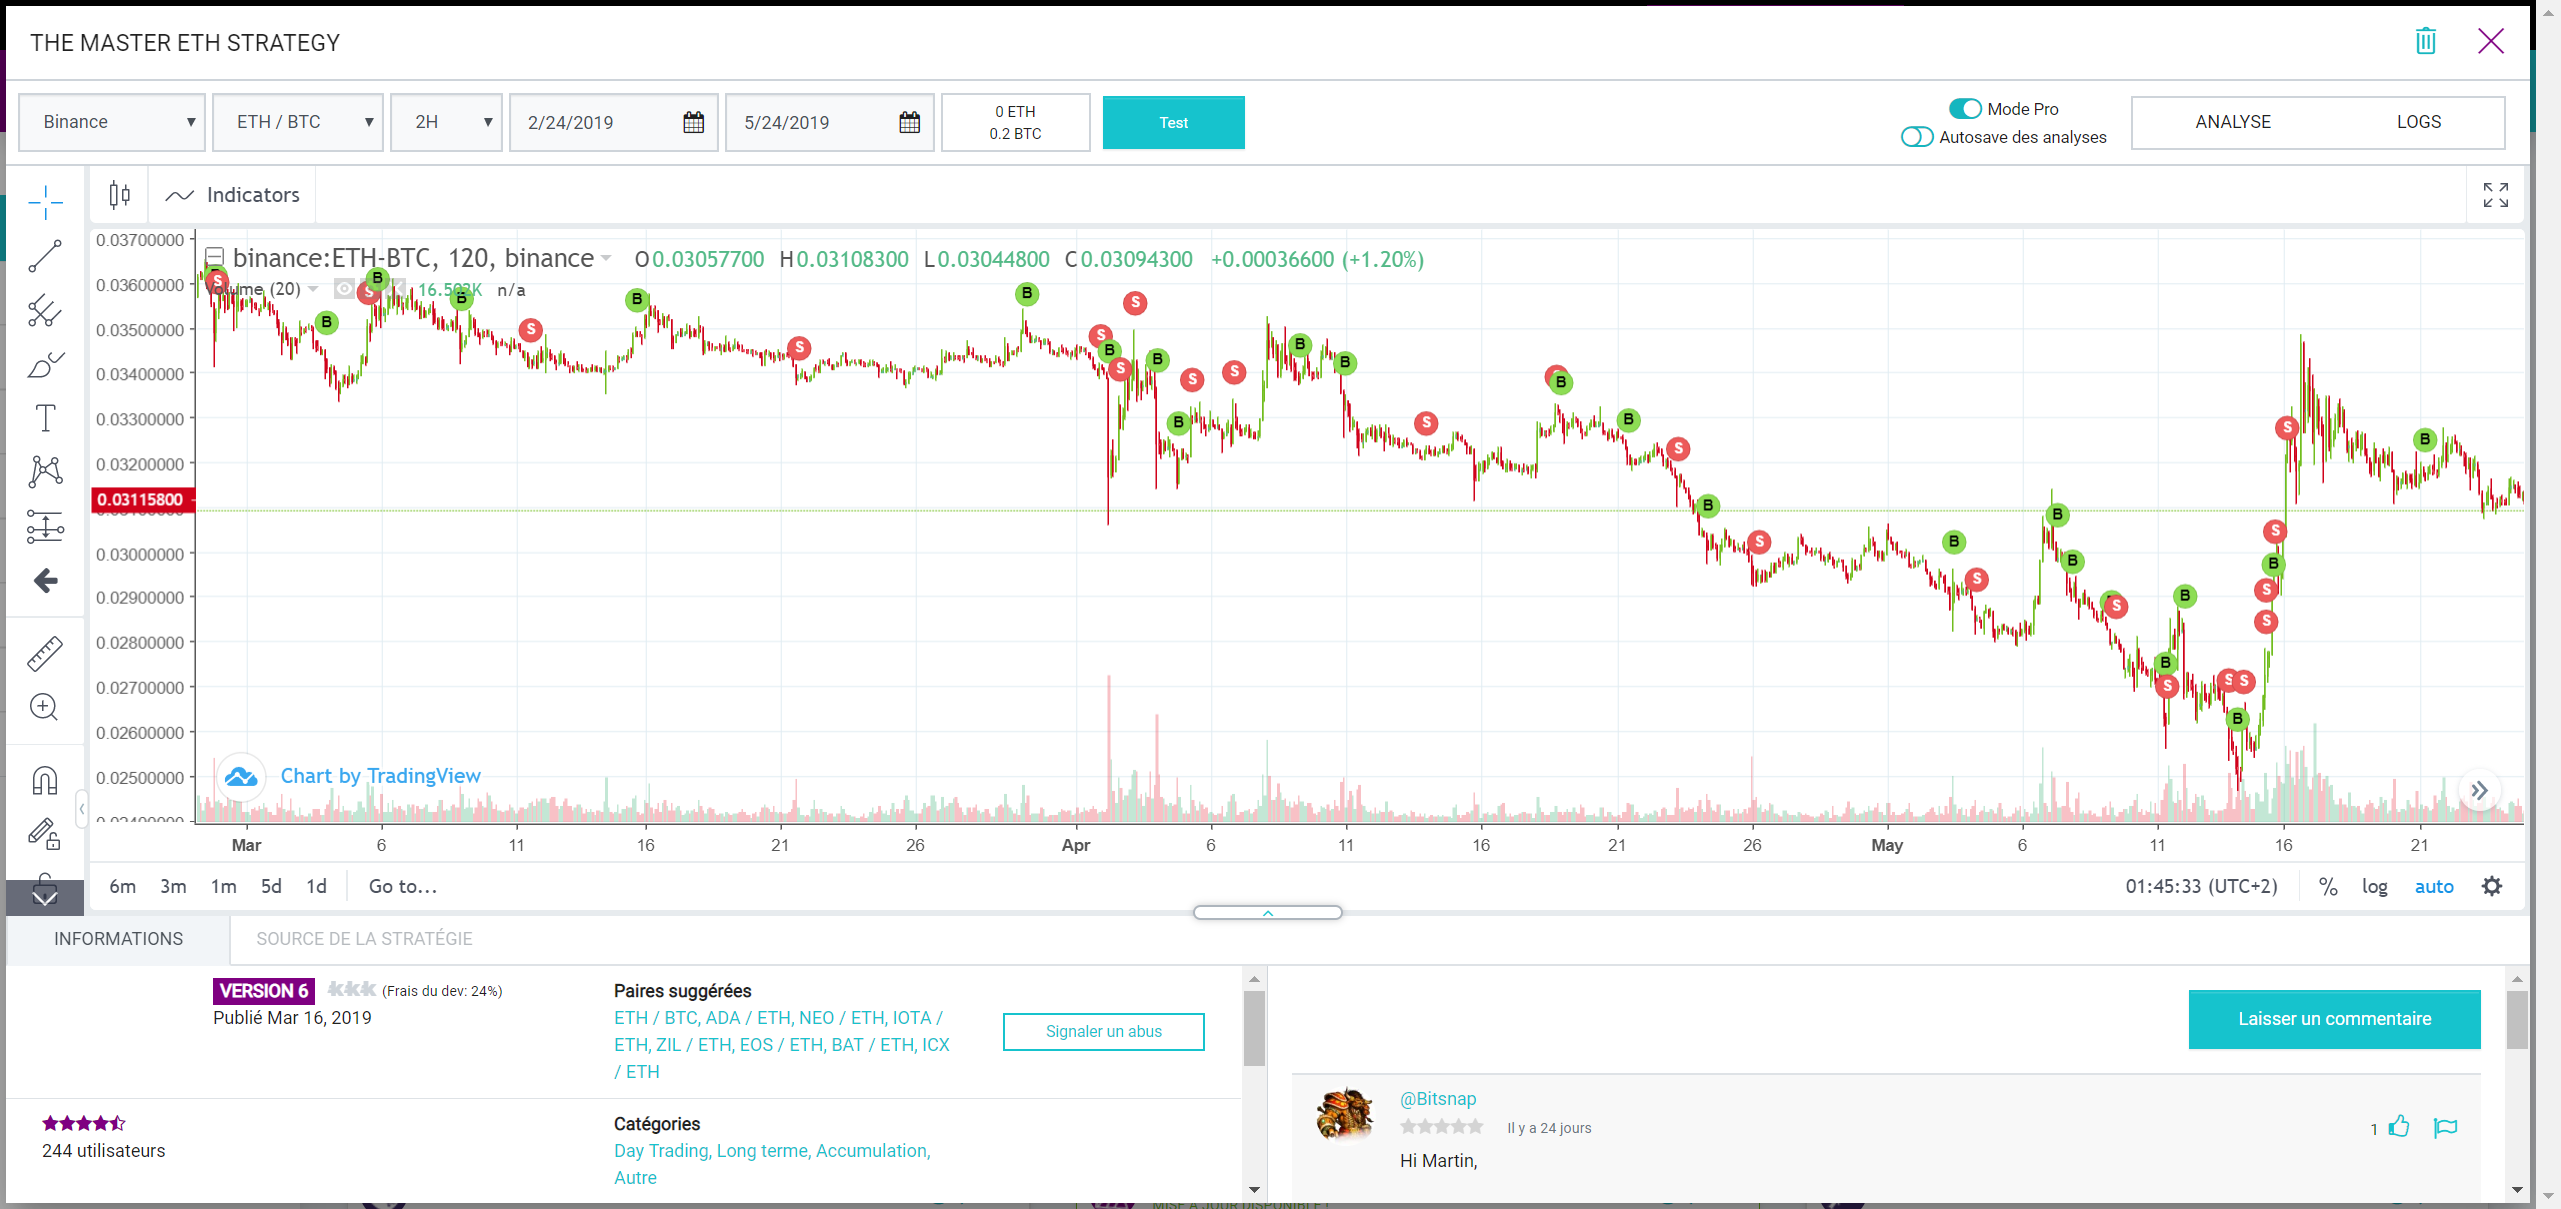 THE MASTER ETH STRATEGY
Binance ETH / BTC 2H 2/24/2019 5/24/2019
0 ETH
0.2 BTC
Test
Mode Pro
Autosave des analyses
ANALYSE LOGS
Indicators
binance:ETH-BTC, 120, binance O0.03057700 H0.03108300 L0.03044800 C0.03094300 +0.00036600 (+1.20%)
(20) n/a
0.03700000
0.03600000
0.03500000
0.03400000
0.03300000
0.03200000
0.03115800
0.03000000
0.02900000
0.02800000
0.02700000
0.02600000
0.02500000
Chart by TradingView
Mar 6 11 16 21 26 Apr 6 11 16 21 26 May 6 11 16 21
6m 3m 1m 5d 1d Go to... 01:45:33 (UTC+2) % log auto
INFORMATIONS SOURCE DE LA STRATÉGIE
VERSION 6 (Frais du dev: 24%)
Publié Mar 16, 2019
Paires suggérées
ETH / BTC, ADA / ETH, NEO / ETH, IOTA /
ETH, ZIL / ETH, EOS / ETH, BAT / ETH, ICX
/ ETH
Signaler un abus
244 utilisateurs
Catégories
Day Trading, Long terme, Accumulation,
Autre
Laisser un commentaire
@Bitsnap
Il y a 24 jours
1
Hi Martin,